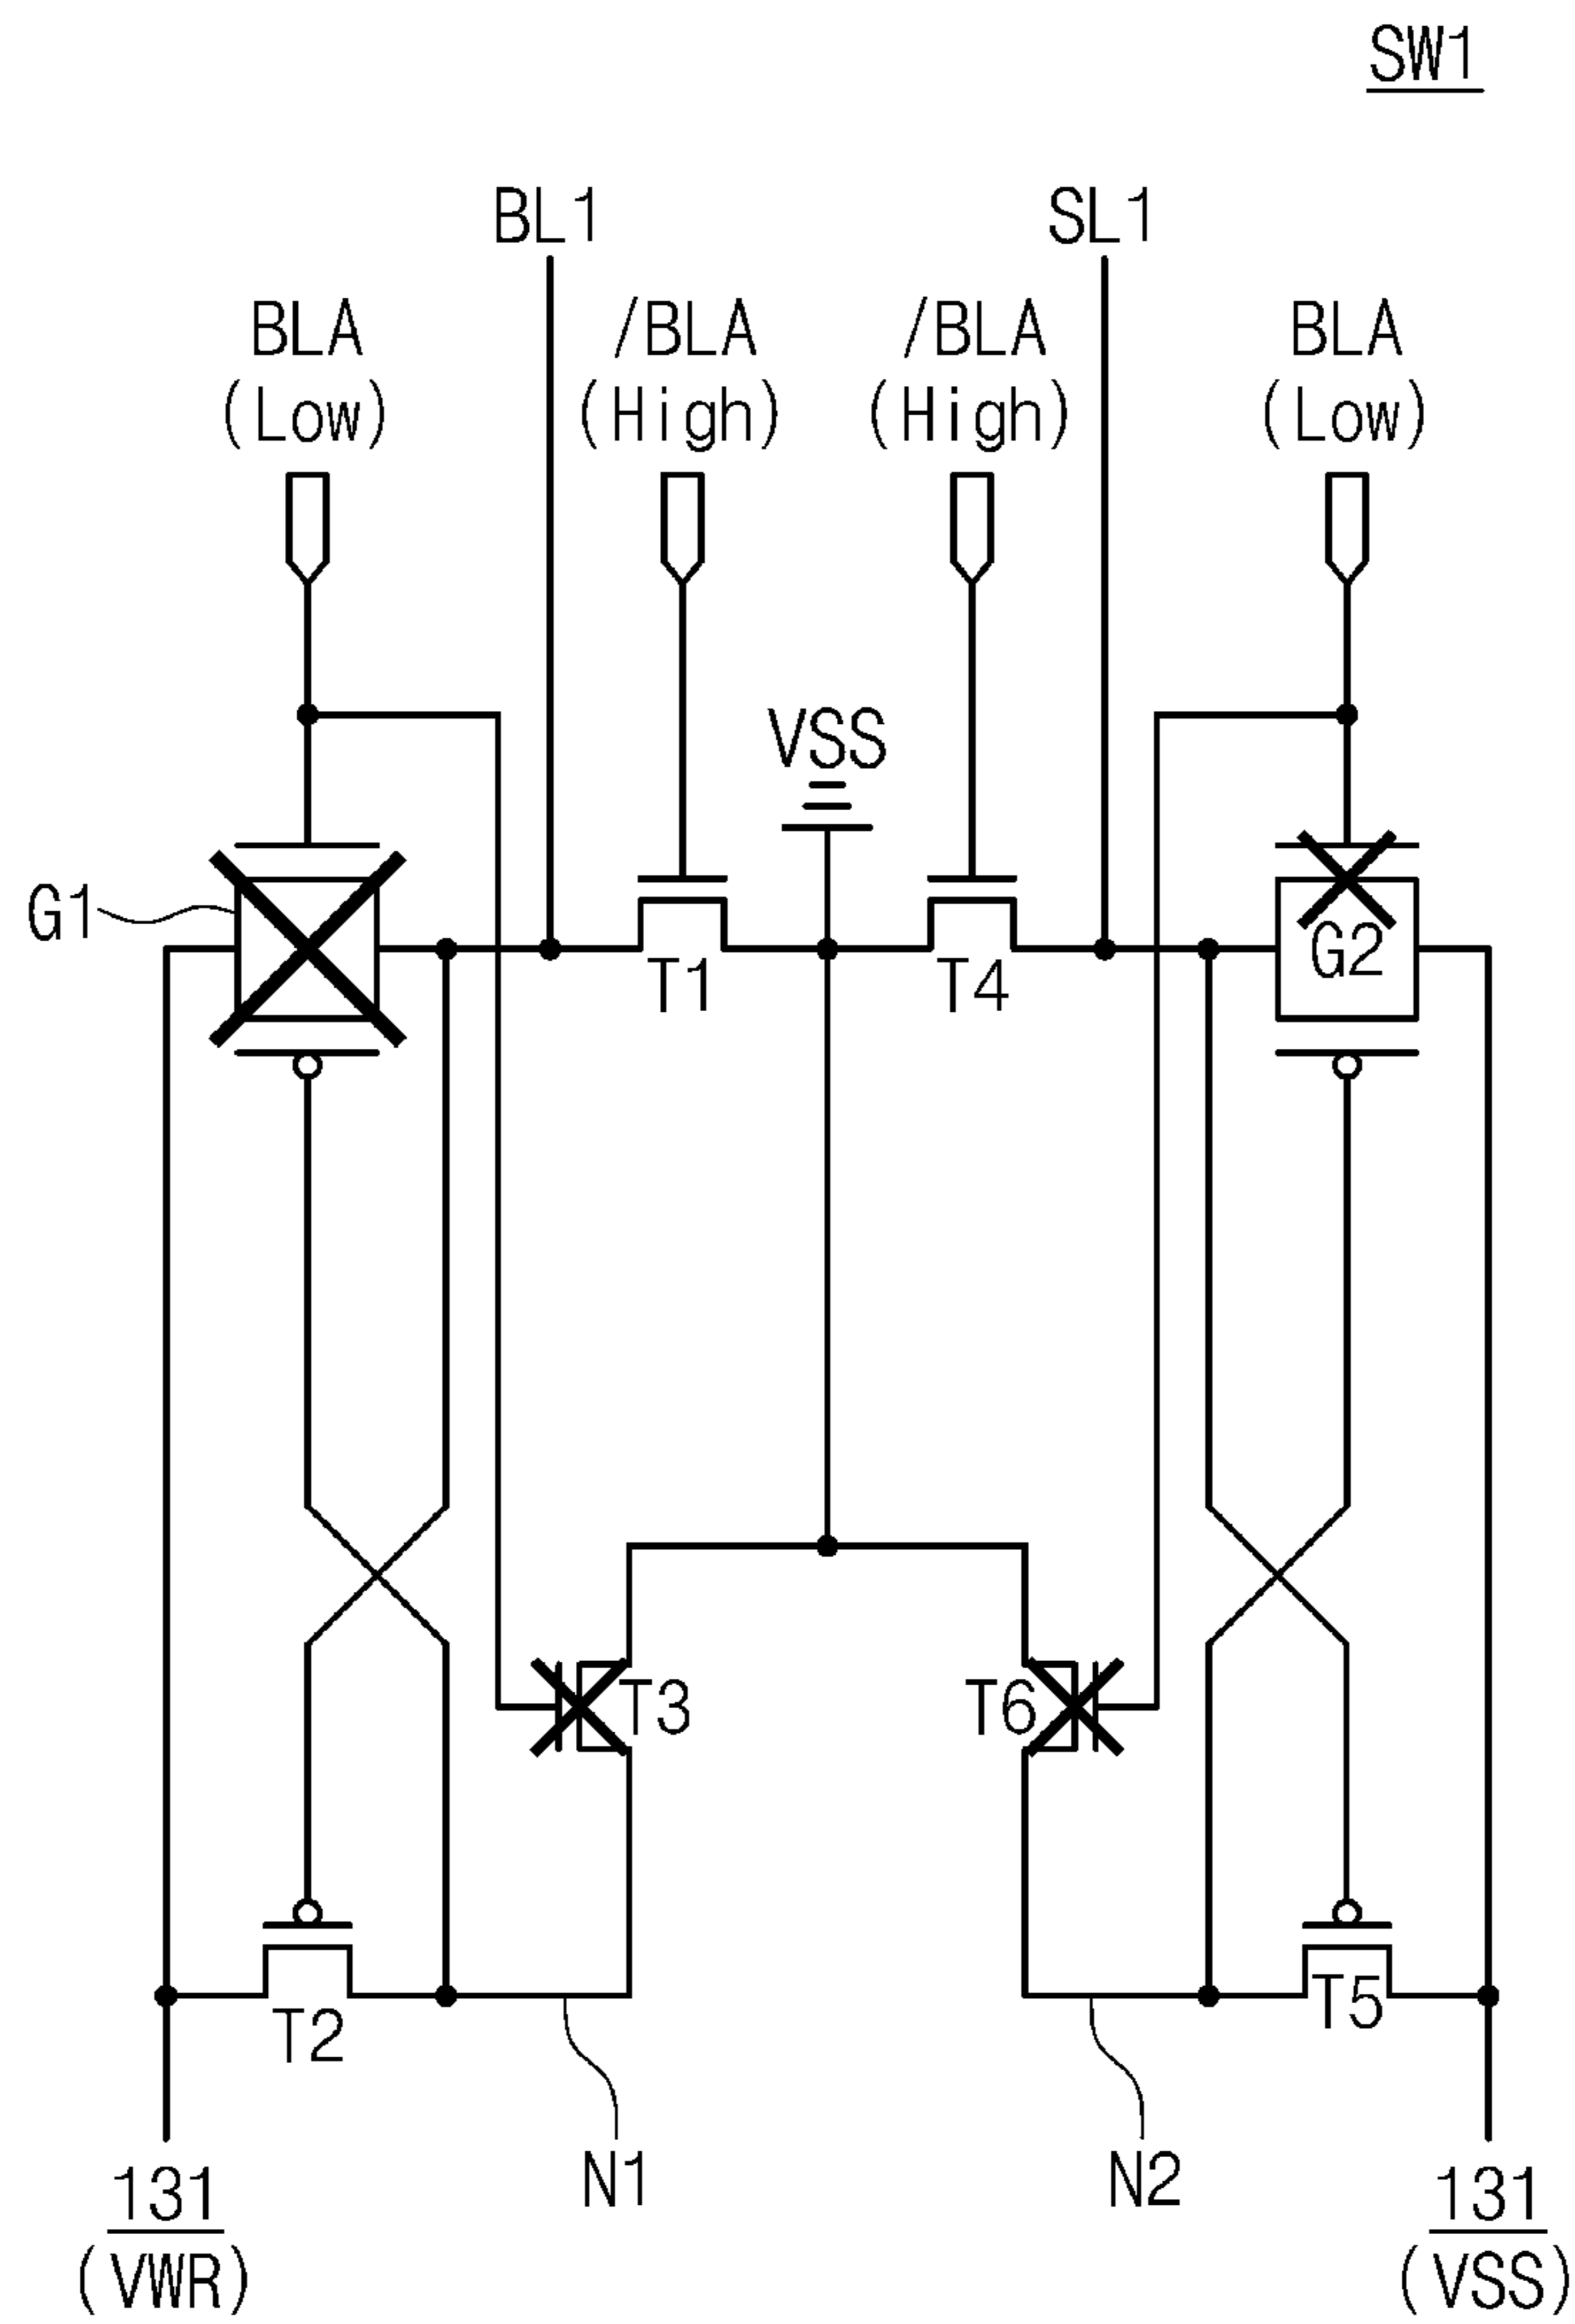 SW1
BL1 SL1
BLA /BLA /BLA BLA
(Low) (High) (High) (Low)
VSS
G1 G2
T1 T4
T3 T6
T2 T5
N1 N2
131 131
(VWR) (VSS)